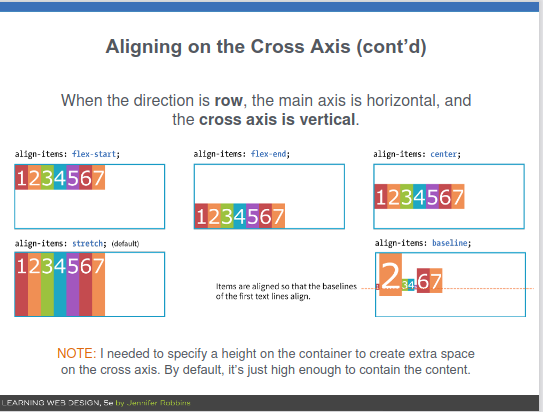 Aligning on the Cross Axis (cont’d)
When the direction is row, the main axis is horizontal, and
the cross axis is vertical.
align-items: flex-start;
1234567
align-items: flex-end;
1234567
align-items: center;
1234567
align-items: stretch; (default)
1234567
align-items: baseline;
2 34 67
Items are aligned so that the baselines
of the first text lines align.
NOTE: I needed to specify a height on the container to create extra space
on the cross axis. By default, it’s just high enough to contain the content.
LEARNING WEB DESIGN, 5e by Jennifer Robbins